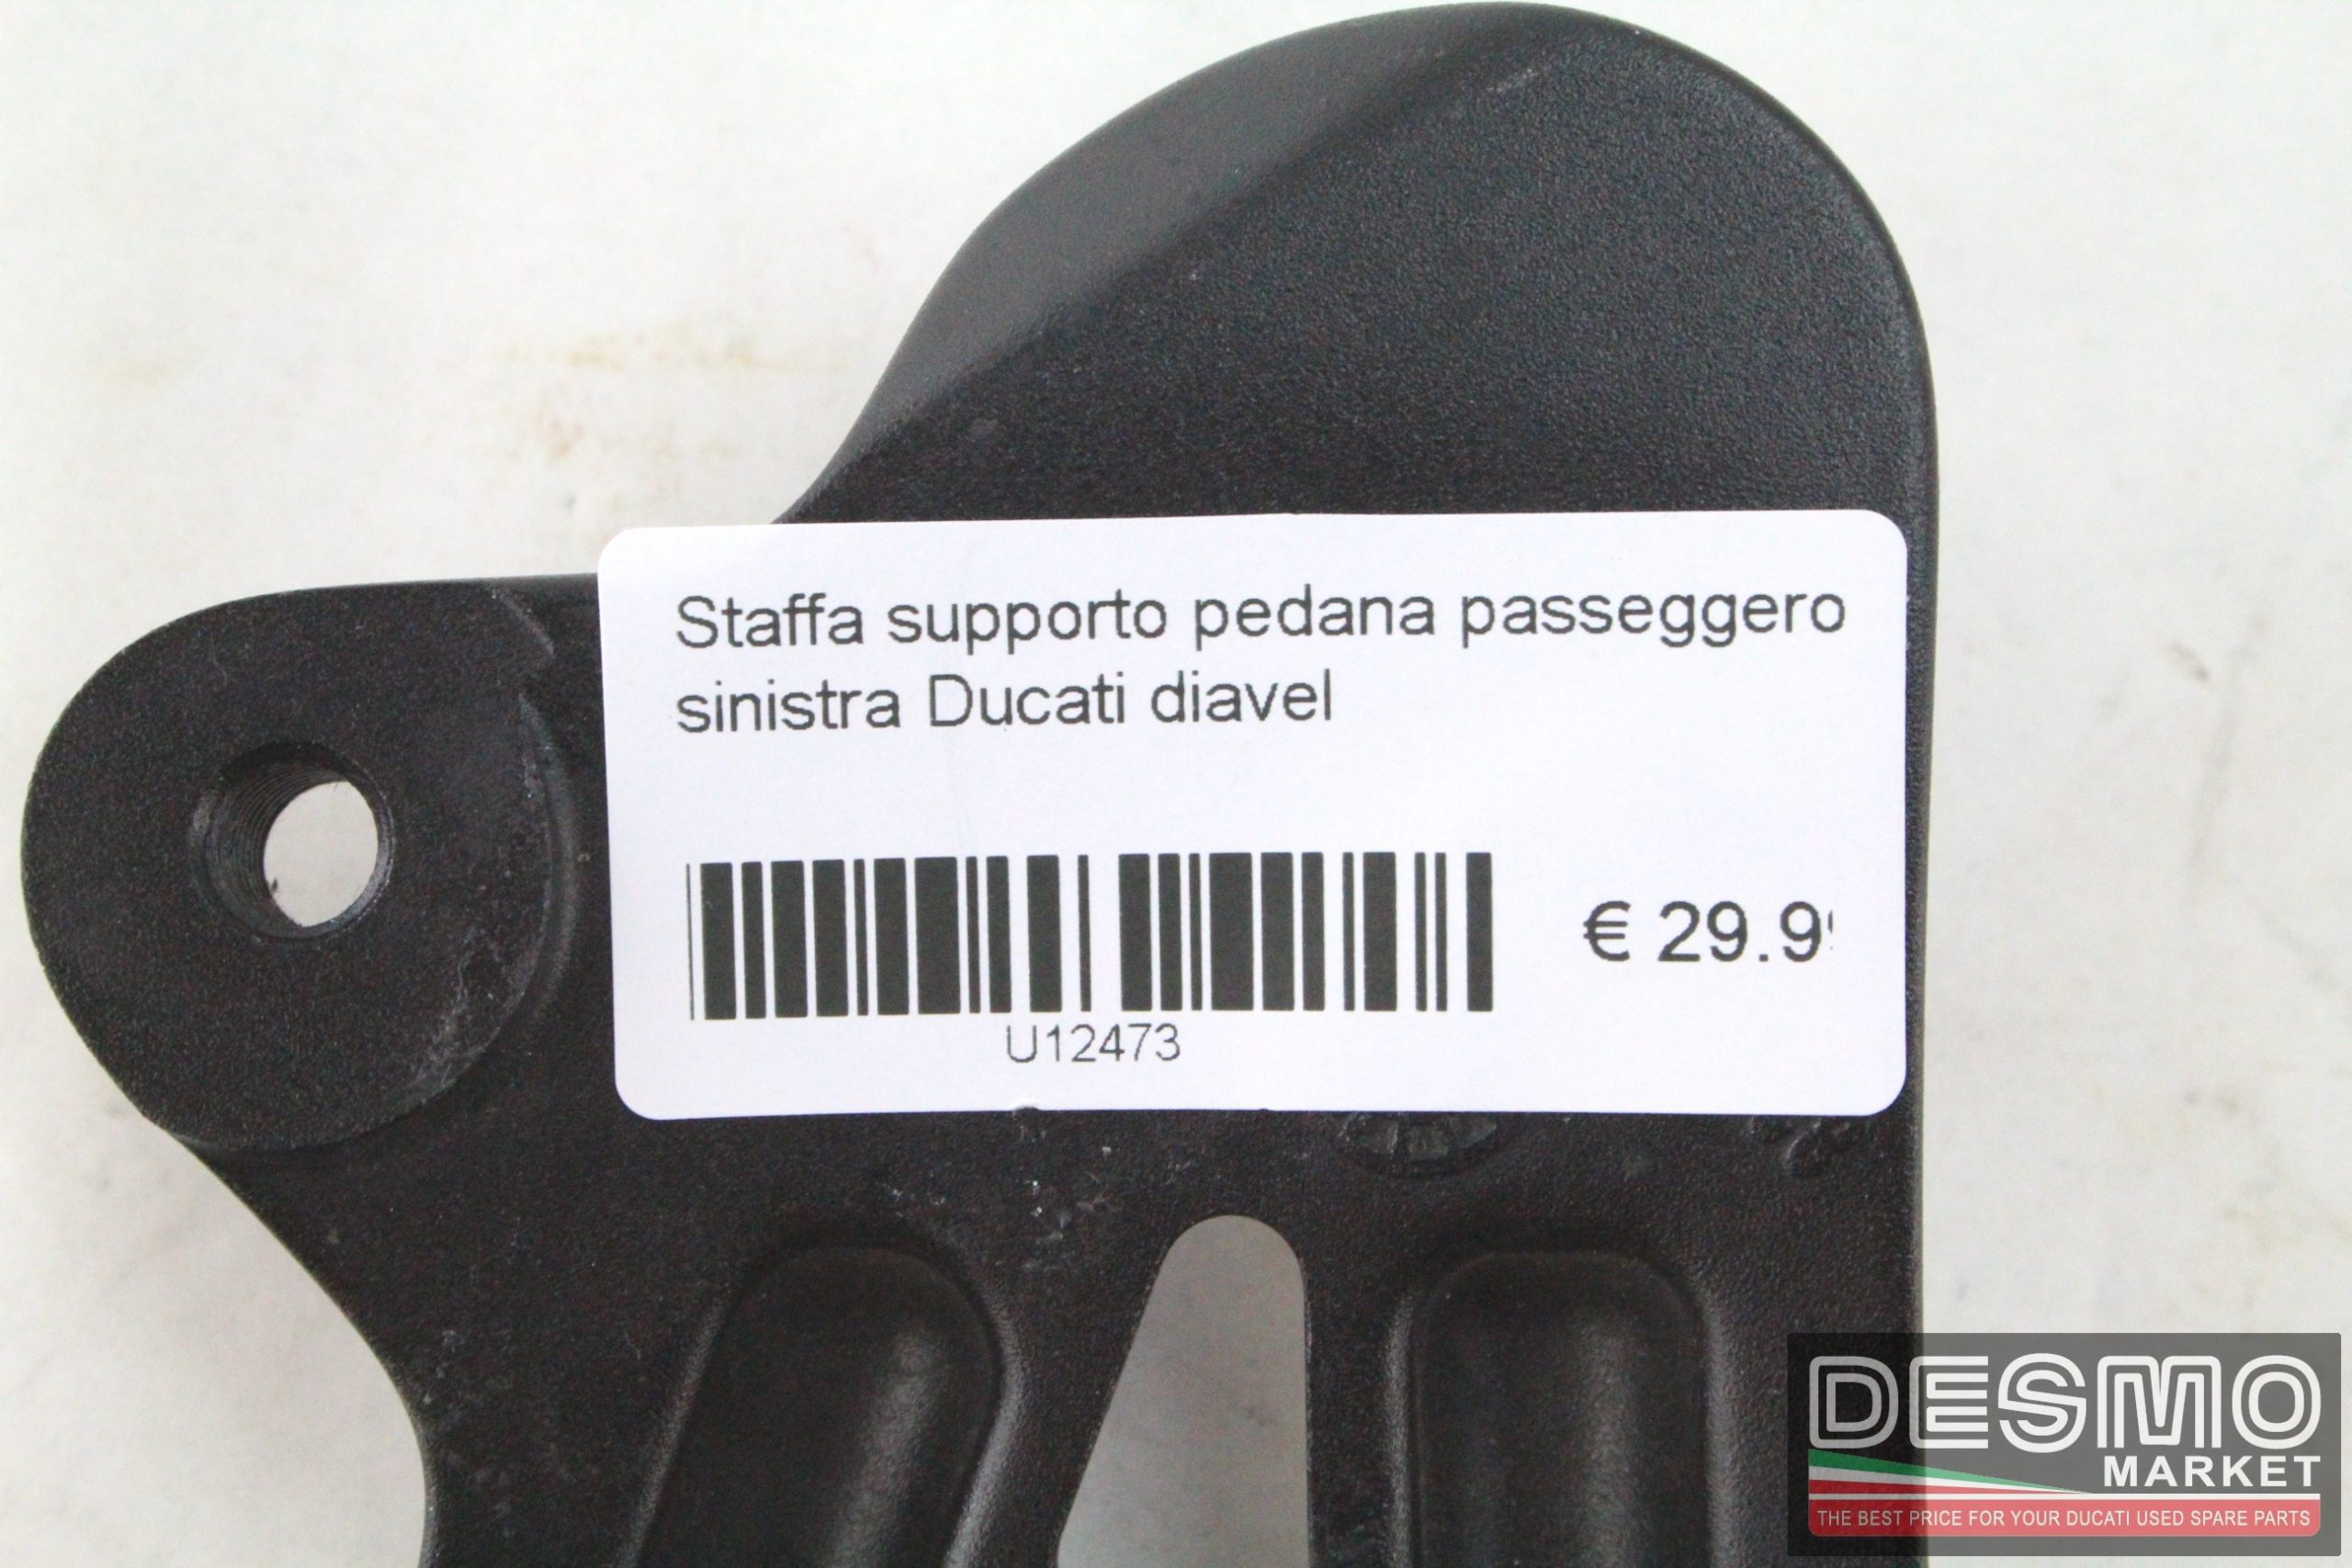 Staffa supporto pedana passeggero
sinistra Ducati diavel
€ 29.9
U12473
DESMO
MARKET
THE BEST PRICE FOR YOUR DUCATI USED SPARE PARTS